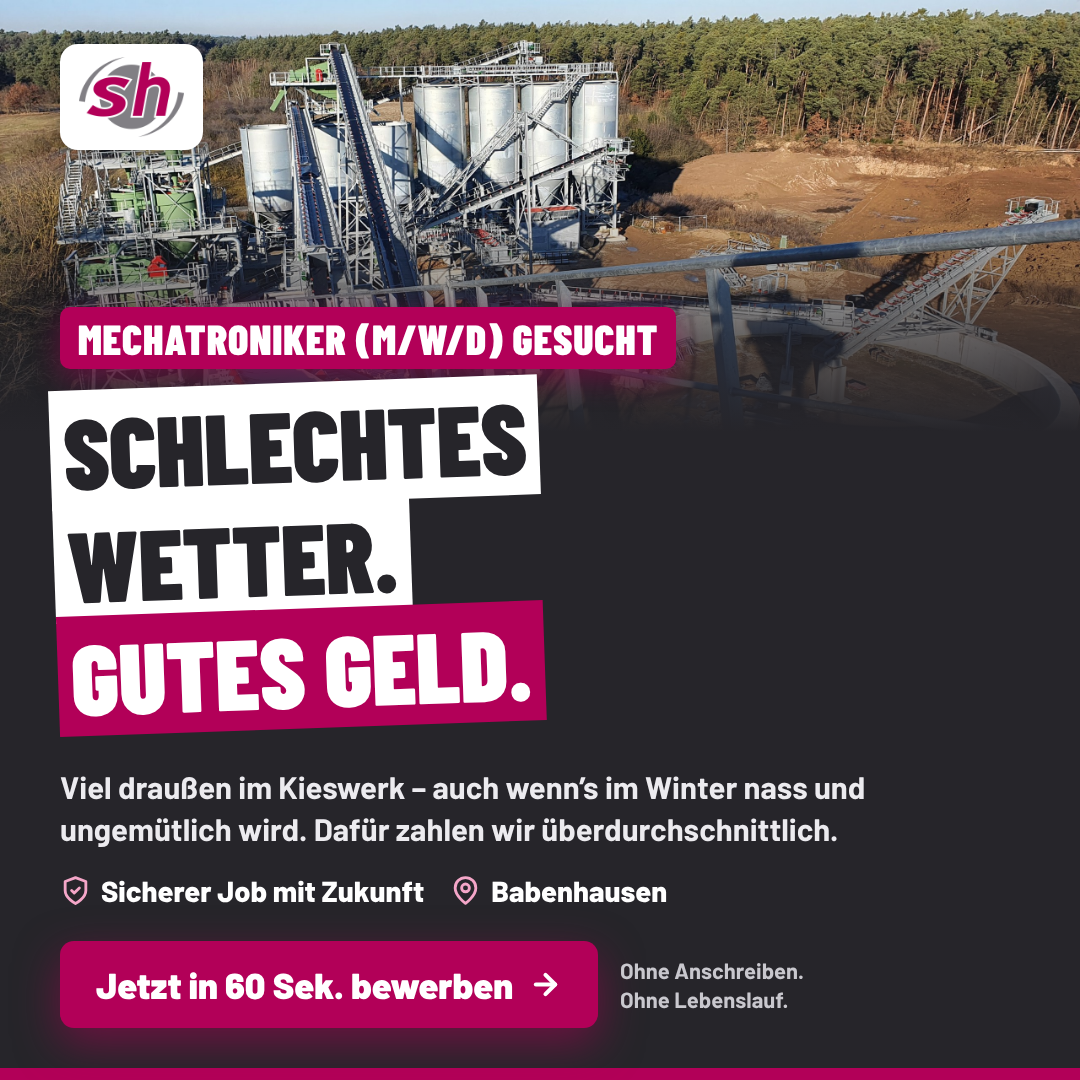 sh
MECHATRONIKER (M/W/D) GESUCHT
SCHLECHTES
WETTER.
GUTES GELD.
Viel draußen im Kieswerk – auch wenn’s im Winter nass und
ungemütlich wird. Dafür zahlen wir überdurchschnittlich.
Sicherer Job mit Zukunft Babenhausen
Jetzt in 60 Sek. bewerben →
Ohne Anschreiben.
Ohne Lebenslauf.